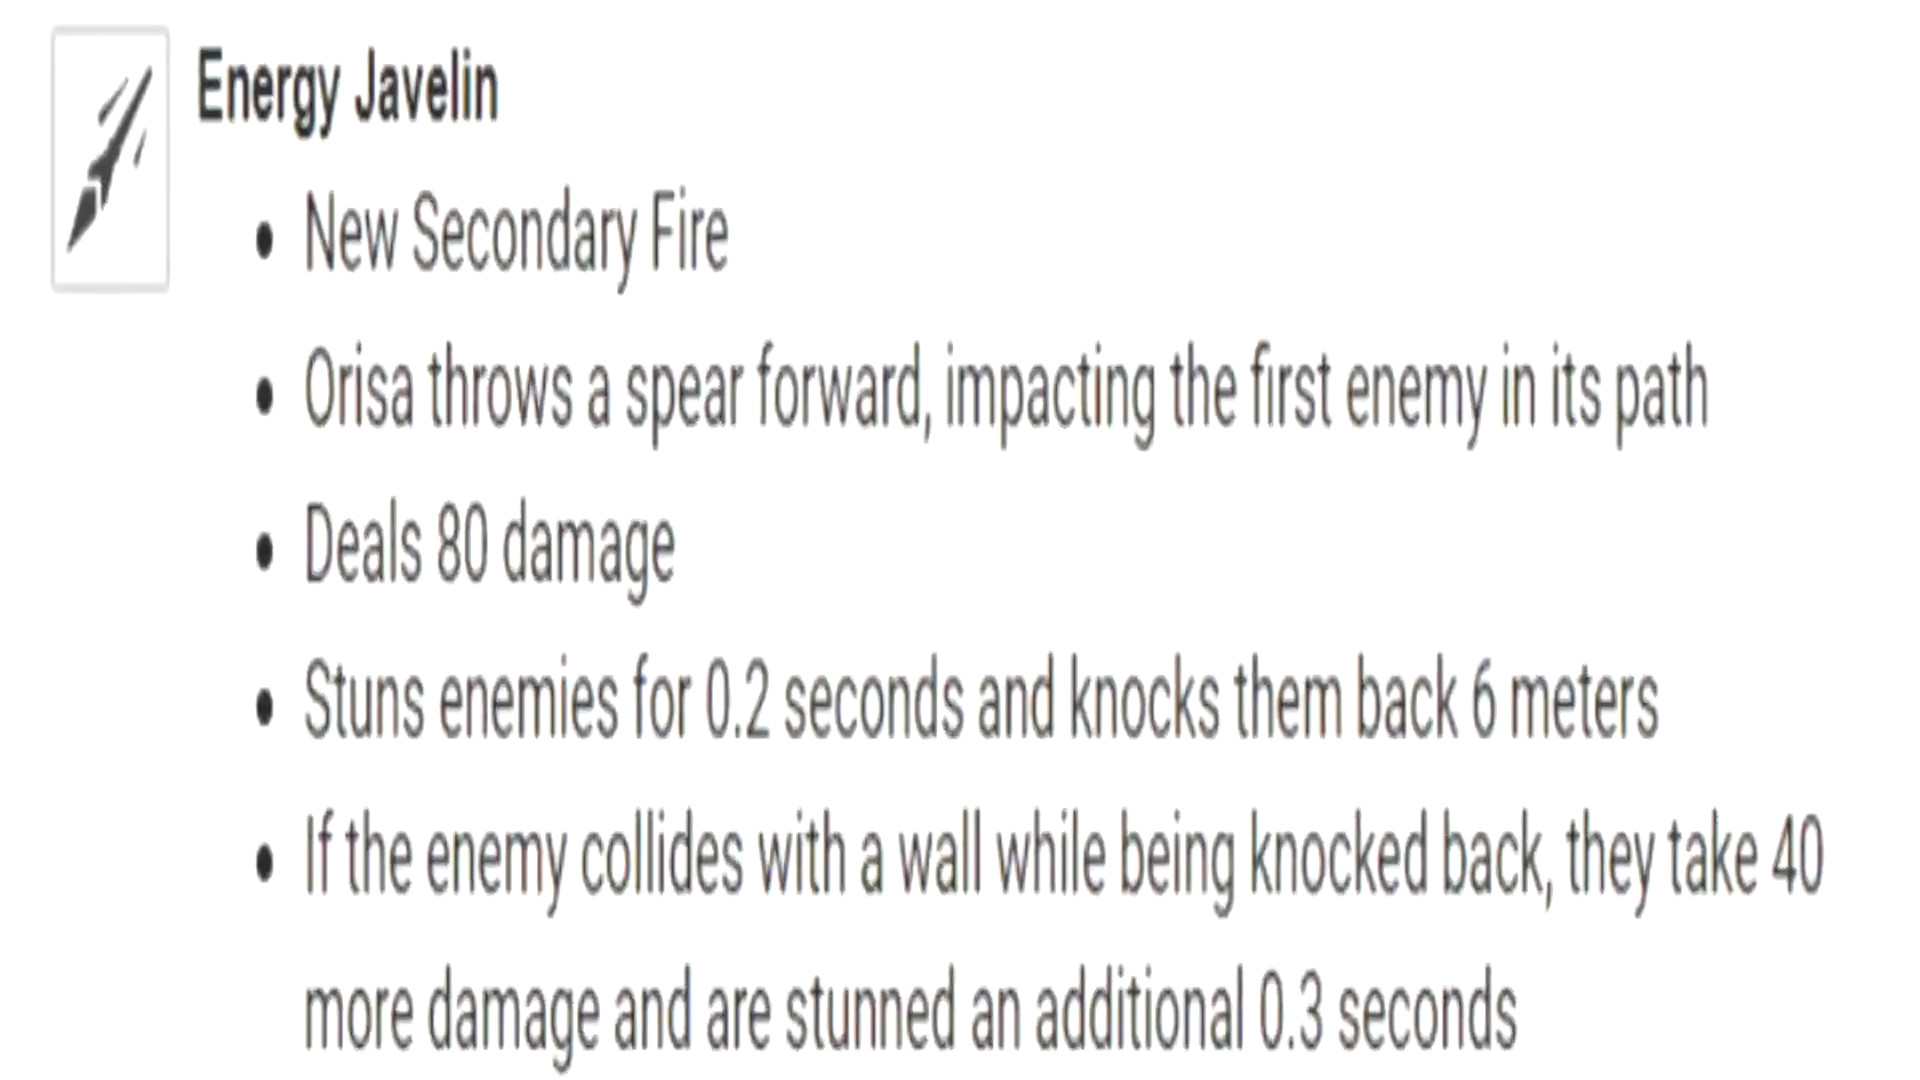 Energy Javelin
New Secondary Fire
Orisa throws a spear forward, impacting the first enemy in its path
Deals 80 damage
Stuns enemies for 0.2 seconds and knocks them back 6 meters
If the enemy collides with a wall while being knocked back, they take 40
more damage and are stunned an additional 0.3 seconds